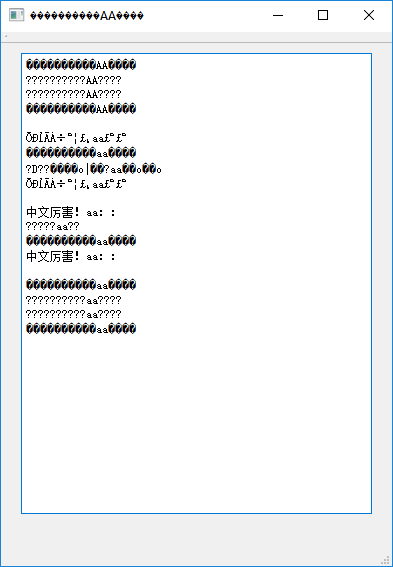 ����������AA����
����������AA����
??????????AA????
??????????AA????
����������AA����
ÖÐÎÄÀ÷º¦£¡aa£º£º
����������aa����
?D??����o|��?aa��o��o
ÖÐÎÄÀ÷º¦£¡aa£º£º
中文厉害！aa：：
?????aa??
����������aa����
中文厉害！aa：：
����������aa����
??????????aa????
??????????aa????
����������aa����